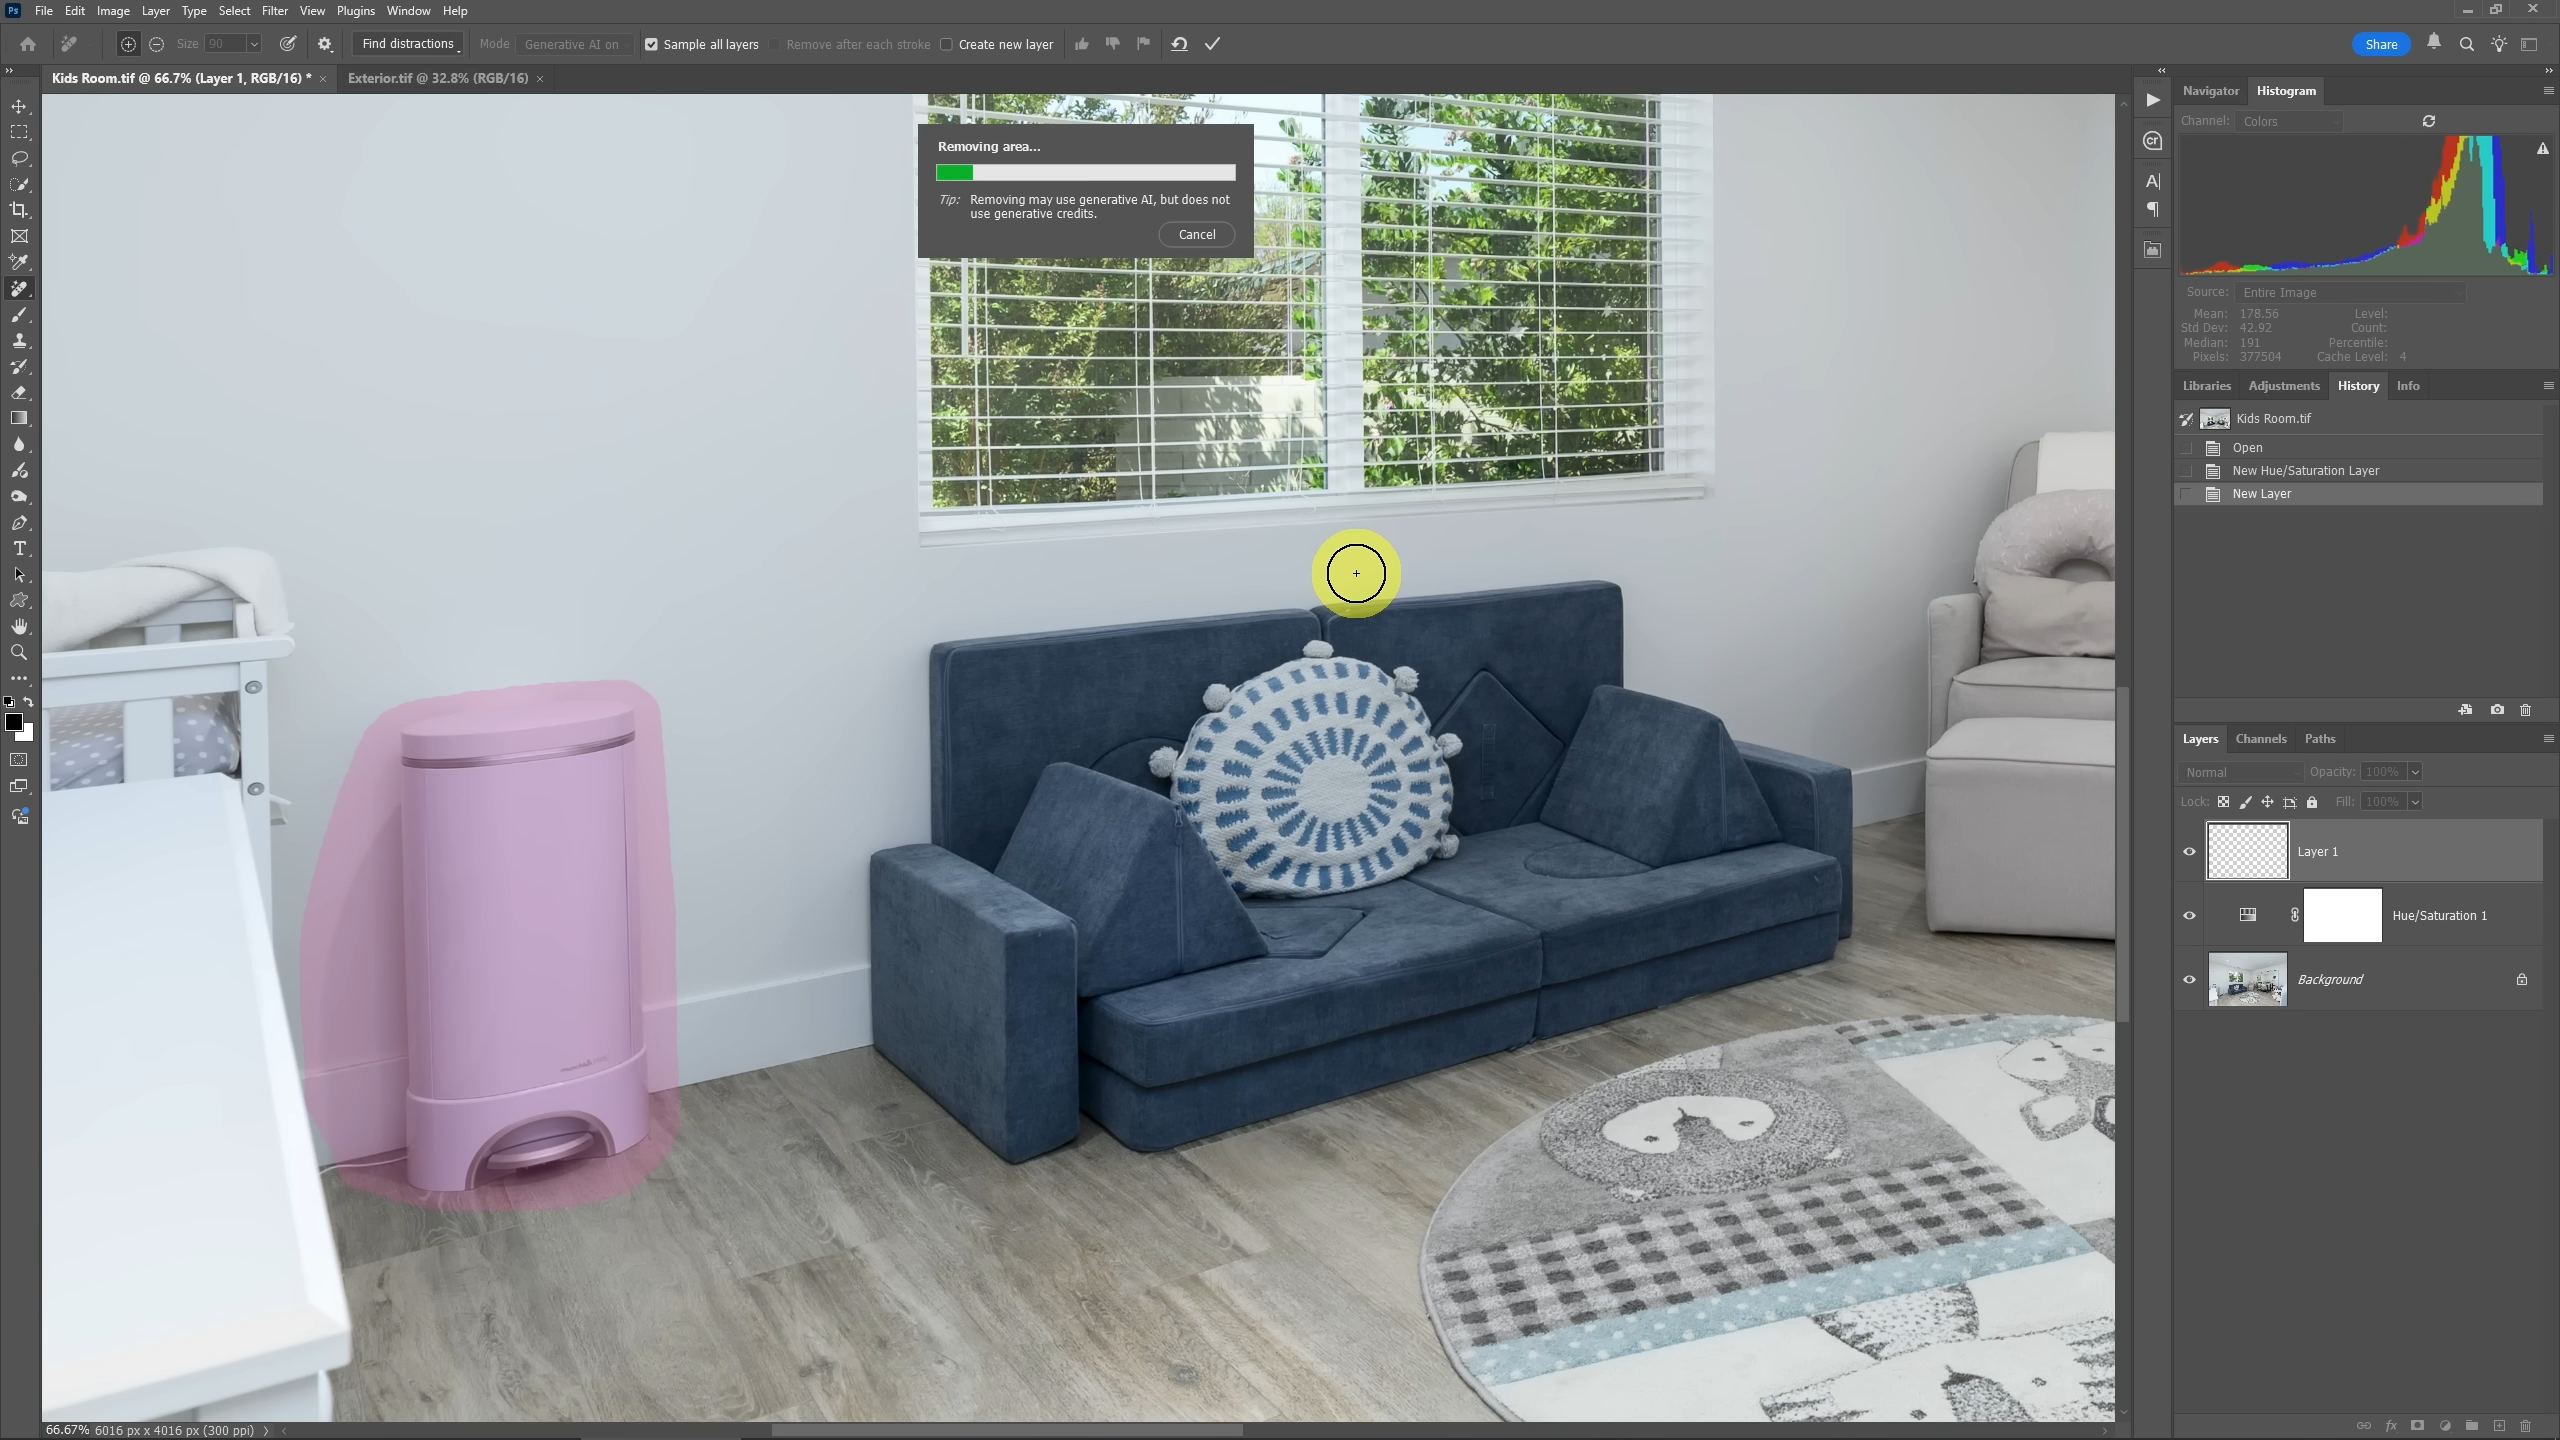 Ps File Edit Image Layer Type Select Filter View Plugins Window Help
Size 90 Find distractions Mode Generative AI on Sample all layers Remove after each stroke Create new layer Share
Kids Room.tif @ 66.7% (Layer 1, RGB/16) * × Exterior.tif @ 32.8% (RGB/16) ×
Removing area...
Tip: Removing may use generative AI, but does not
use generative credits.
Cancel
Navigator Histogram
Channel: Colors
Source: Entire Image
Mean: 178.56 Level:
Std Dev: 42.92 Count:
Median: 191 Percentile:
Pixels: 377504 Cache Level: 4
Libraries Adjustments History Info
Kids Room.tif
Open
New Hue/Saturation Layer
New Layer
Layers Channels Paths
Normal Opacity: 100%
Lock: Fill: 100%
Layer 1
Hue/Saturation 1
Background
66.67% 6016 px x 4016 px (300 ppi)